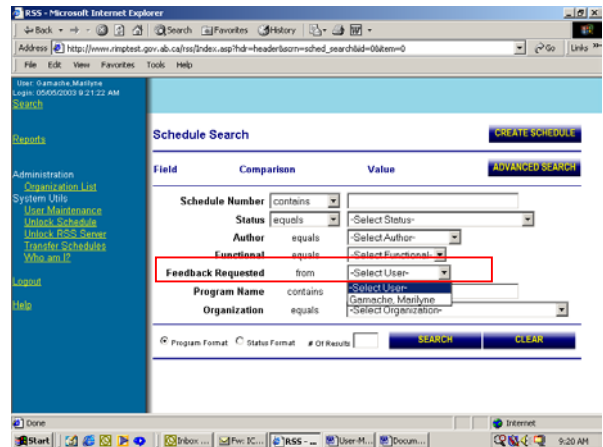 RSS - Microsoft Internet Explorer
Back Search Favorites History
Address http://www.rimptest.gov.ab.ca/rss/Index.asp?hdr=header&scrn=sched_search&id=0&item=0 Go Links
File Edit View Favorites Tools Help
User: Gamache,Marilyne
Login: 05/05/2003 9:21:22 AM
Search
Reports
Administration
Organization List
System Utils
User Maintenance
Unlock Schedule
Unlock RSS Server
Transfer Schedules
Who am I?
Logout
Help
Schedule Search CREATE SCHEDULE
Field Comparison Value ADVANCED SEARCH
Schedule Number contains
Status equals -Select Status-
Author equals -Select Author-
Functional equals -Select Functional-
Feedback Requested from -Select User-
-Select User-
Gamache, Marilyne
Program Name contains
Organization equals -Select Organization-
Program Format Status Format # Of Results SEARCH CLEAR
Done Internet
Start Inbox ... Fw: IC... RSS - ... User-M... Docum... 9:20 AM